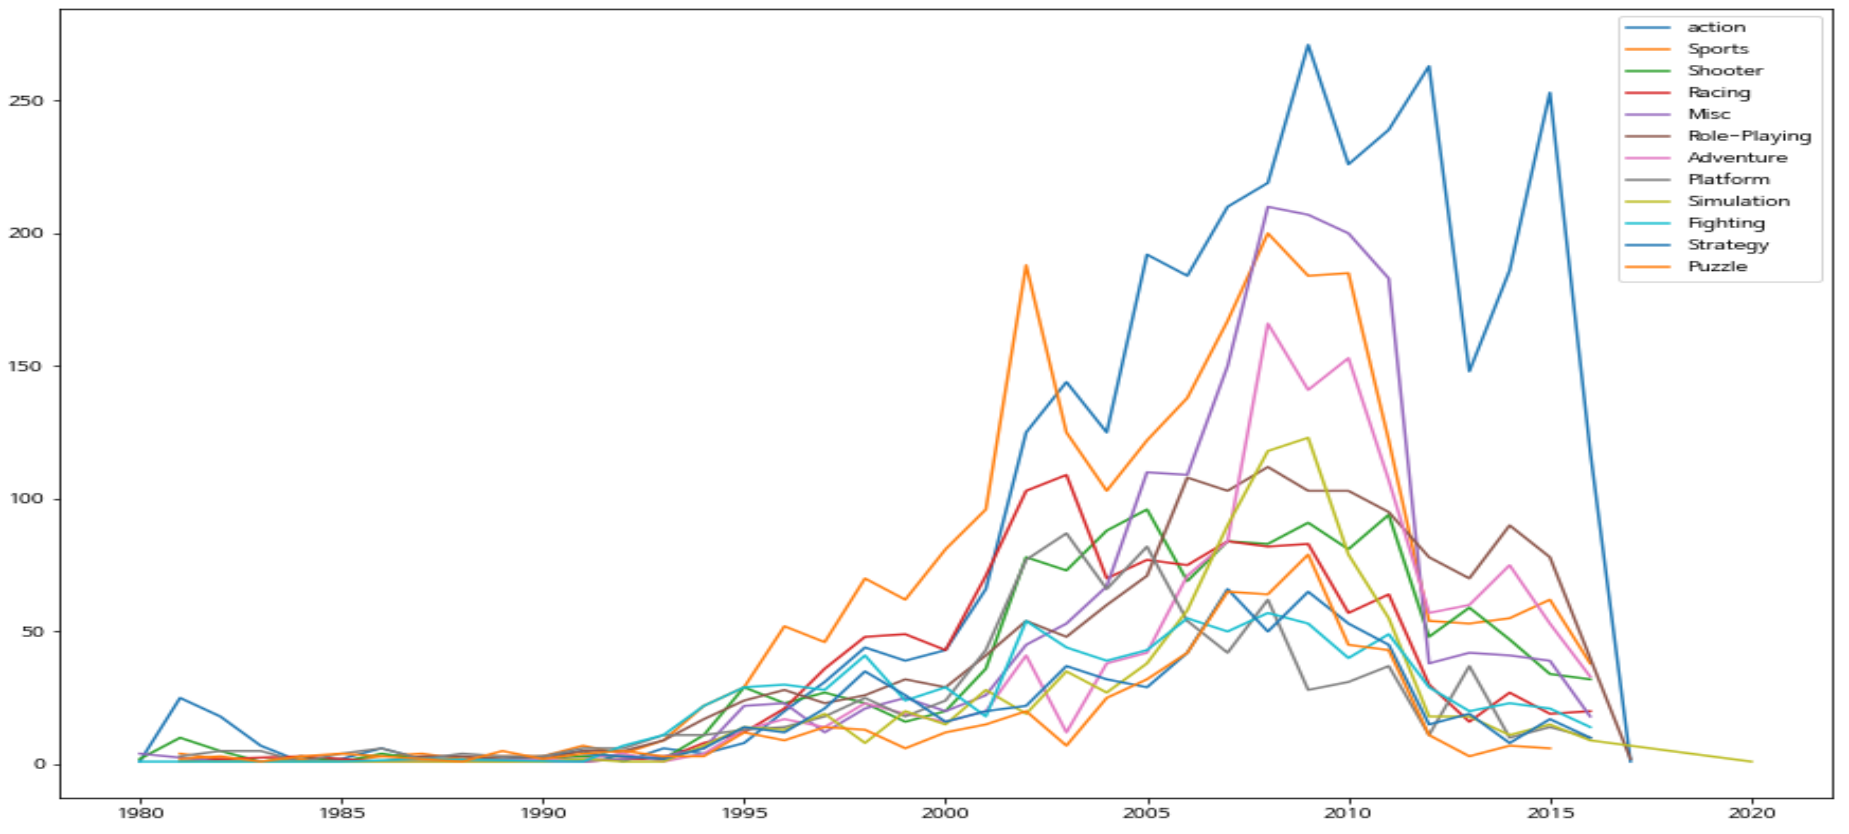 action
Sports
Shooter
Racing
Misc
Role-Playing
Adventure
Platform
Simulation
Fighting
Strategy
Puzzle
250
200
150
100
50
0
1980 1985 1990 1995 2000 2005 2010 2015 2020